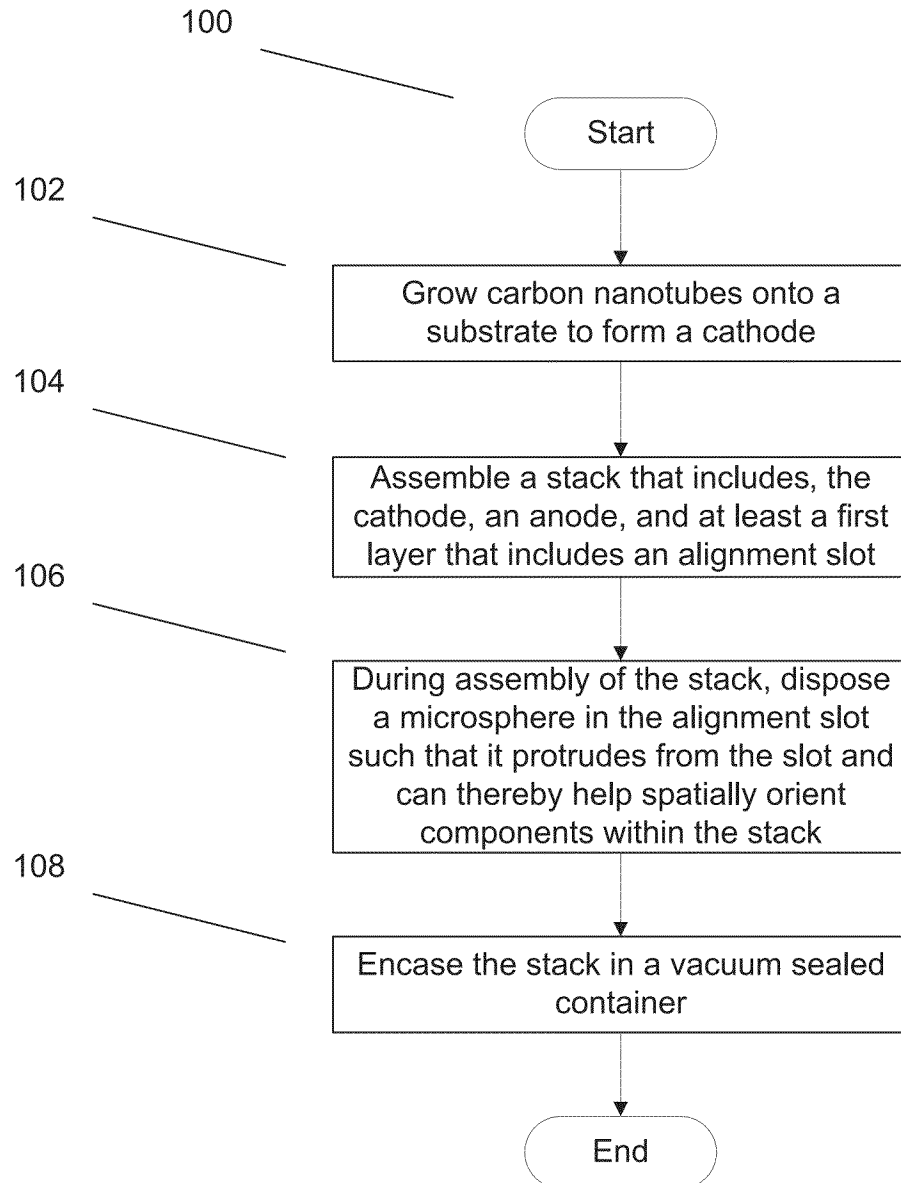 100
Start
102
Grow carbon nanotubes onto a
substrate to form a cathode
104
Assemble a stack that includes, the
cathode, an anode, and at least a first
layer that includes an alignment slot
106
During assembly of the stack, dispose
a microsphere in the alignment slot
such that it protrudes from the slot and
can thereby help spatially orient
components within the stack
108
Encase the stack in a vacuum sealed
container
End